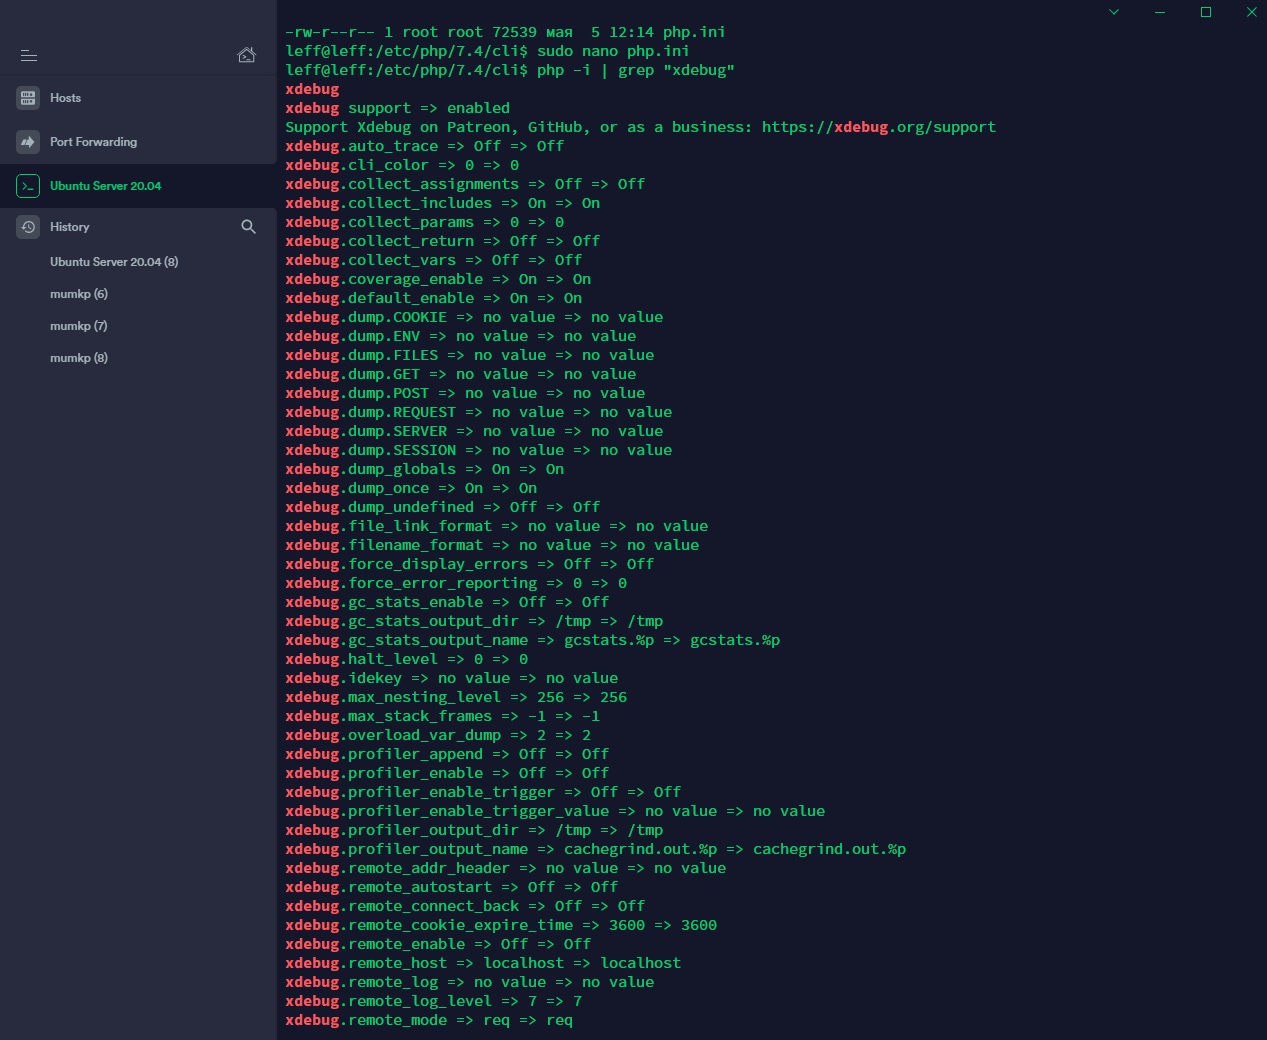 Hosts
Port Forwarding
Ubuntu Server 20.04
History
Ubuntu Server 20.04 (8)
mumkp (6)
mumkp (7)
mumkp (8)
-rw-r--r-- 1 root root 72539 мая  5 12:14 php.ini
leff@leff:/etc/php/7.4/cli$ sudo nano php.ini
leff@leff:/etc/php/7.4/cli$ php -i | grep "xdebug"
xdebug
xdebug support => enabled
Support Xdebug on Patreon, GitHub, or as a business: https://xdebug.org/support
xdebug.auto_trace => Off => Off
xdebug.cli_color => 0 => 0
xdebug.collect_assignments => Off => Off
xdebug.collect_includes => On => On
xdebug.collect_params => 0 => 0
xdebug.collect_return => Off => Off
xdebug.collect_vars => Off => Off
xdebug.coverage_enable => On => On
xdebug.default_enable => On => On
xdebug.dump.COOKIE => no value => no value
xdebug.dump.ENV => no value => no value
xdebug.dump.FILES => no value => no value
xdebug.dump.GET => no value => no value
xdebug.dump.POST => no value => no value
xdebug.dump.REQUEST => no value => no value
xdebug.dump.SERVER => no value => no value
xdebug.dump.SESSION => no value => no value
xdebug.dump_globals => On => On
xdebug.dump_once => On => On
xdebug.dump_undefined => Off => Off
xdebug.file_link_format => no value => no value
xdebug.filename_format => no value => no value
xdebug.force_display_errors => Off => Off
xdebug.force_error_reporting => 0 => 0
xdebug.gc_stats_enable => Off => Off
xdebug.gc_stats_output_dir => /tmp => /tmp
xdebug.gc_stats_output_name => gcstats.%p => gcstats.%p
xdebug.halt_level => 0 => 0
xdebug.idekey => no value => no value
xdebug.max_nesting_level => 256 => 256
xdebug.max_stack_frames => -1 => -1
xdebug.overload_var_dump => 2 => 2
xdebug.profiler_append => Off => Off
xdebug.profiler_enable => Off => Off
xdebug.profiler_enable_trigger => Off => Off
xdebug.profiler_enable_trigger_value => no value => no value
xdebug.profiler_output_dir => /tmp => /tmp
xdebug.profiler_output_name => cachegrind.out.%p => cachegrind.out.%p
xdebug.remote_addr_header => no value => no value
xdebug.remote_autostart => Off => Off
xdebug.remote_connect_back => Off => Off
xdebug.remote_cookie_expire_time => 3600 => 3600
xdebug.remote_enable => Off => Off
xdebug.remote_host => localhost => localhost
xdebug.remote_log => no value => no value
xdebug.remote_log_level => 7 => 7
xdebug.remote_mode => req => req